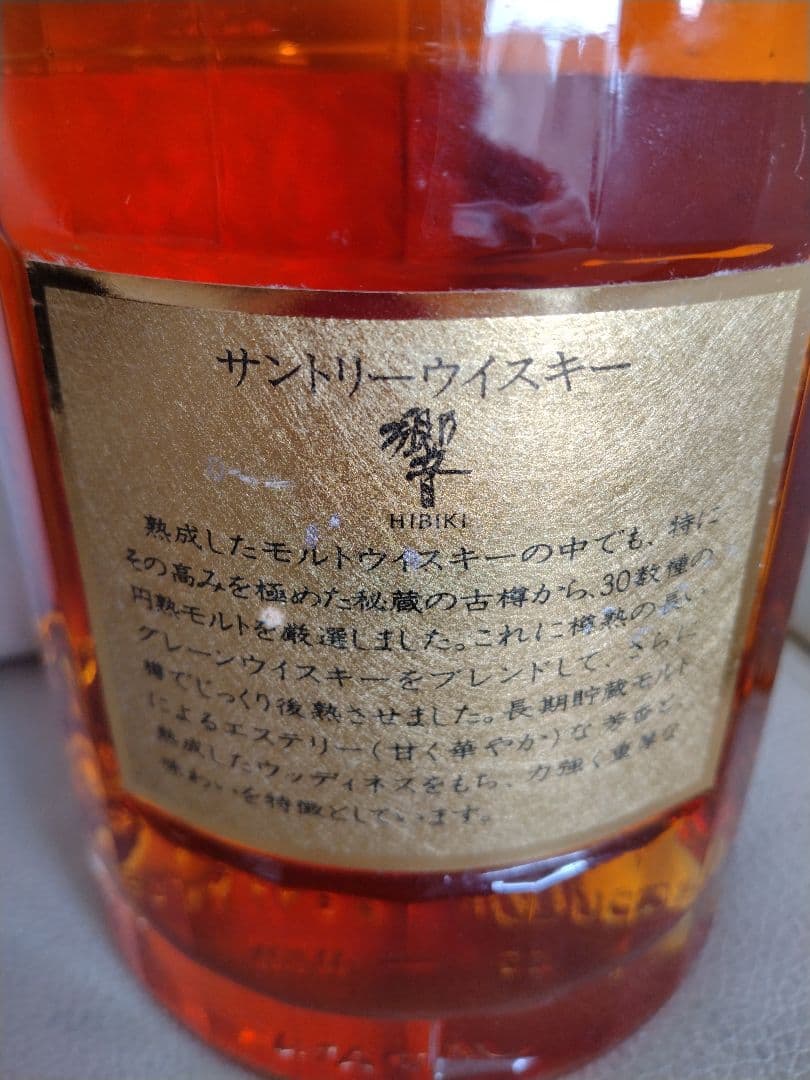 サントリーウイスキー
響
HIBIKI
熟成したモルトウイスキーの中でも、特に
その高みを極めた秘蔵の古樽から、30数種の
円熟モルトを厳選しました。これに樽熟の長い
グレーンウイスキーをブレンドして、さらに
樽でじっくり後熟させました。長期貯蔵モルト
によるエステリー(甘く華やか)な芳香と、
熟成したウッディネスをもち、力強く重厚な
味わいを特徴としています。